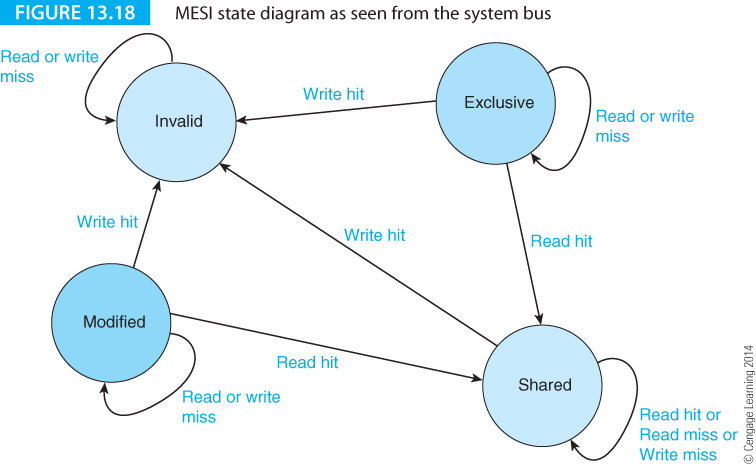 FIGURE 13.18 MESI state diagram as seen from the system bus
Read or write
miss
Invalid
Write hit
Exclusive
Read or write
miss
Write hit
Write hit
Read hit
Modified
Read hit
Read or write
miss
Shared
Read hit or
Read miss or
Write miss
© Cengage Learning 2014